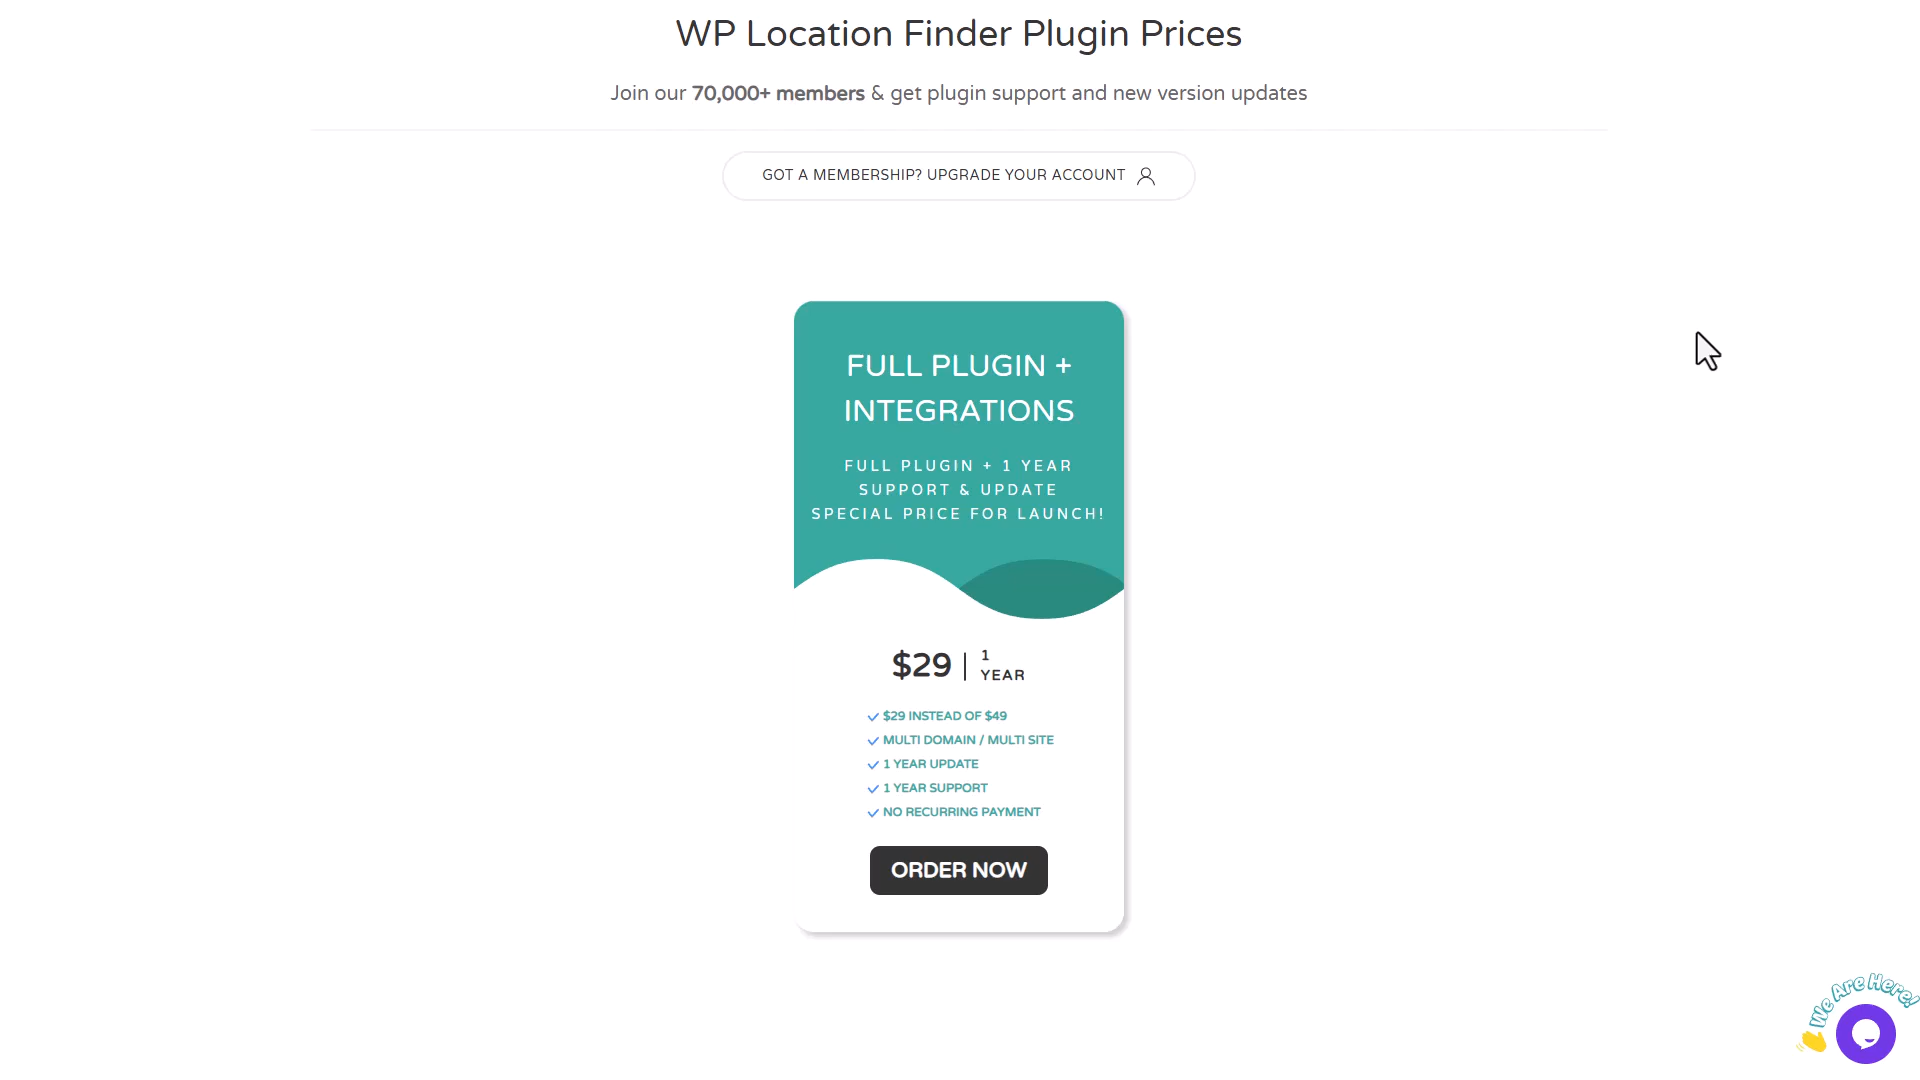 WP Location Finder Plugin Prices
Join our 70,000+ members & get plugin support and new version updates
GOT A MEMBERSHIP? UPGRADE YOUR ACCOUNT
FULL PLUGIN +
INTEGRATIONS
FULL PLUGIN + 1 YEAR
SUPPORT & UPDATE
SPECIAL PRICE FOR LAUNCH!
$29 | 1
YEAR
$29 INSTEAD OF $49
MULTI DOMAIN / MULTI SITE
1 YEAR UPDATE
1 YEAR SUPPORT
NO RECURRING PAYMENT
ORDER NOW
We Are Here!